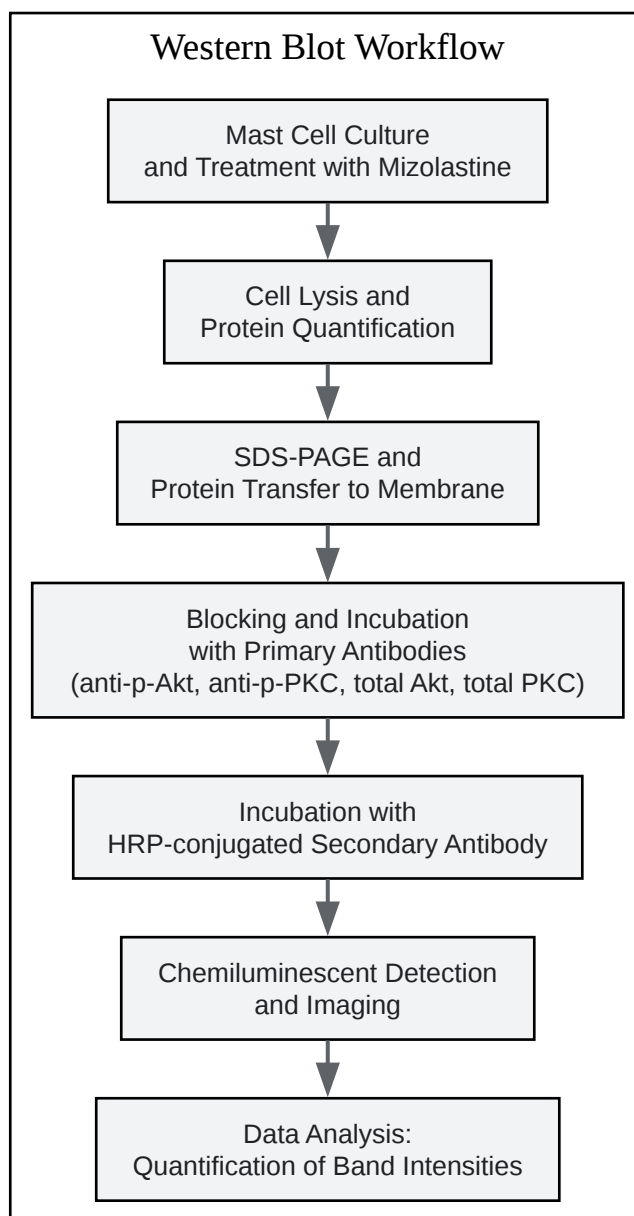 Western Blot Workflow
Mast Cell Culture
and Treatment with Mizolastine
Cell Lysis and
Protein Quantification
SDS-PAGE and
Protein Transfer to Membrane
Blocking and Incubation
with Primary Antibodies
(anti-p-Akt, anti-p-PKC, total Akt, total PKC)
Incubation with
HRP-conjugated Secondary Antibody
Chemiluminescent Detection
and Imaging
Data Analysis:
Quantification of Band Intensities